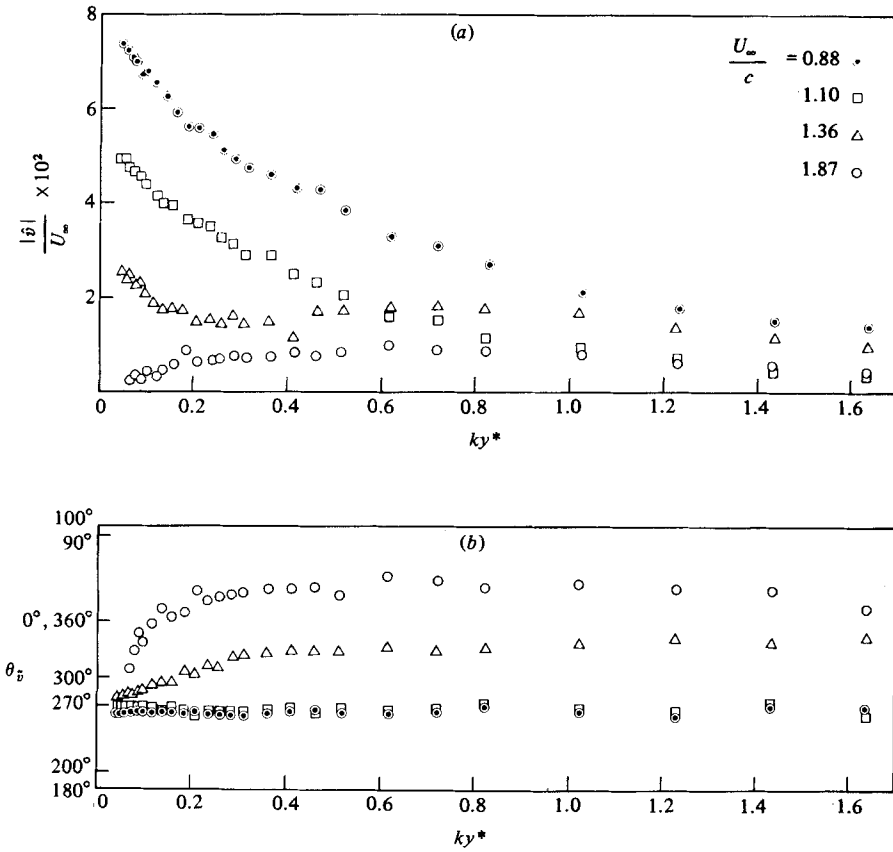 (a)
8
6
4
2
0
|v̂| / U∞ × 10²
U∞ / c = 0.88
1.10
1.36
1.87
0.2 0.4 0.6 0.8 1.0 1.2 1.4 1.6
ky*
(b)
100°
90°
0°, 360°
300°
270°
200°
180°
θṽ
0 0.2 0.4 0.6 0.8 1.0 1.2 1.4 1.6
ky*